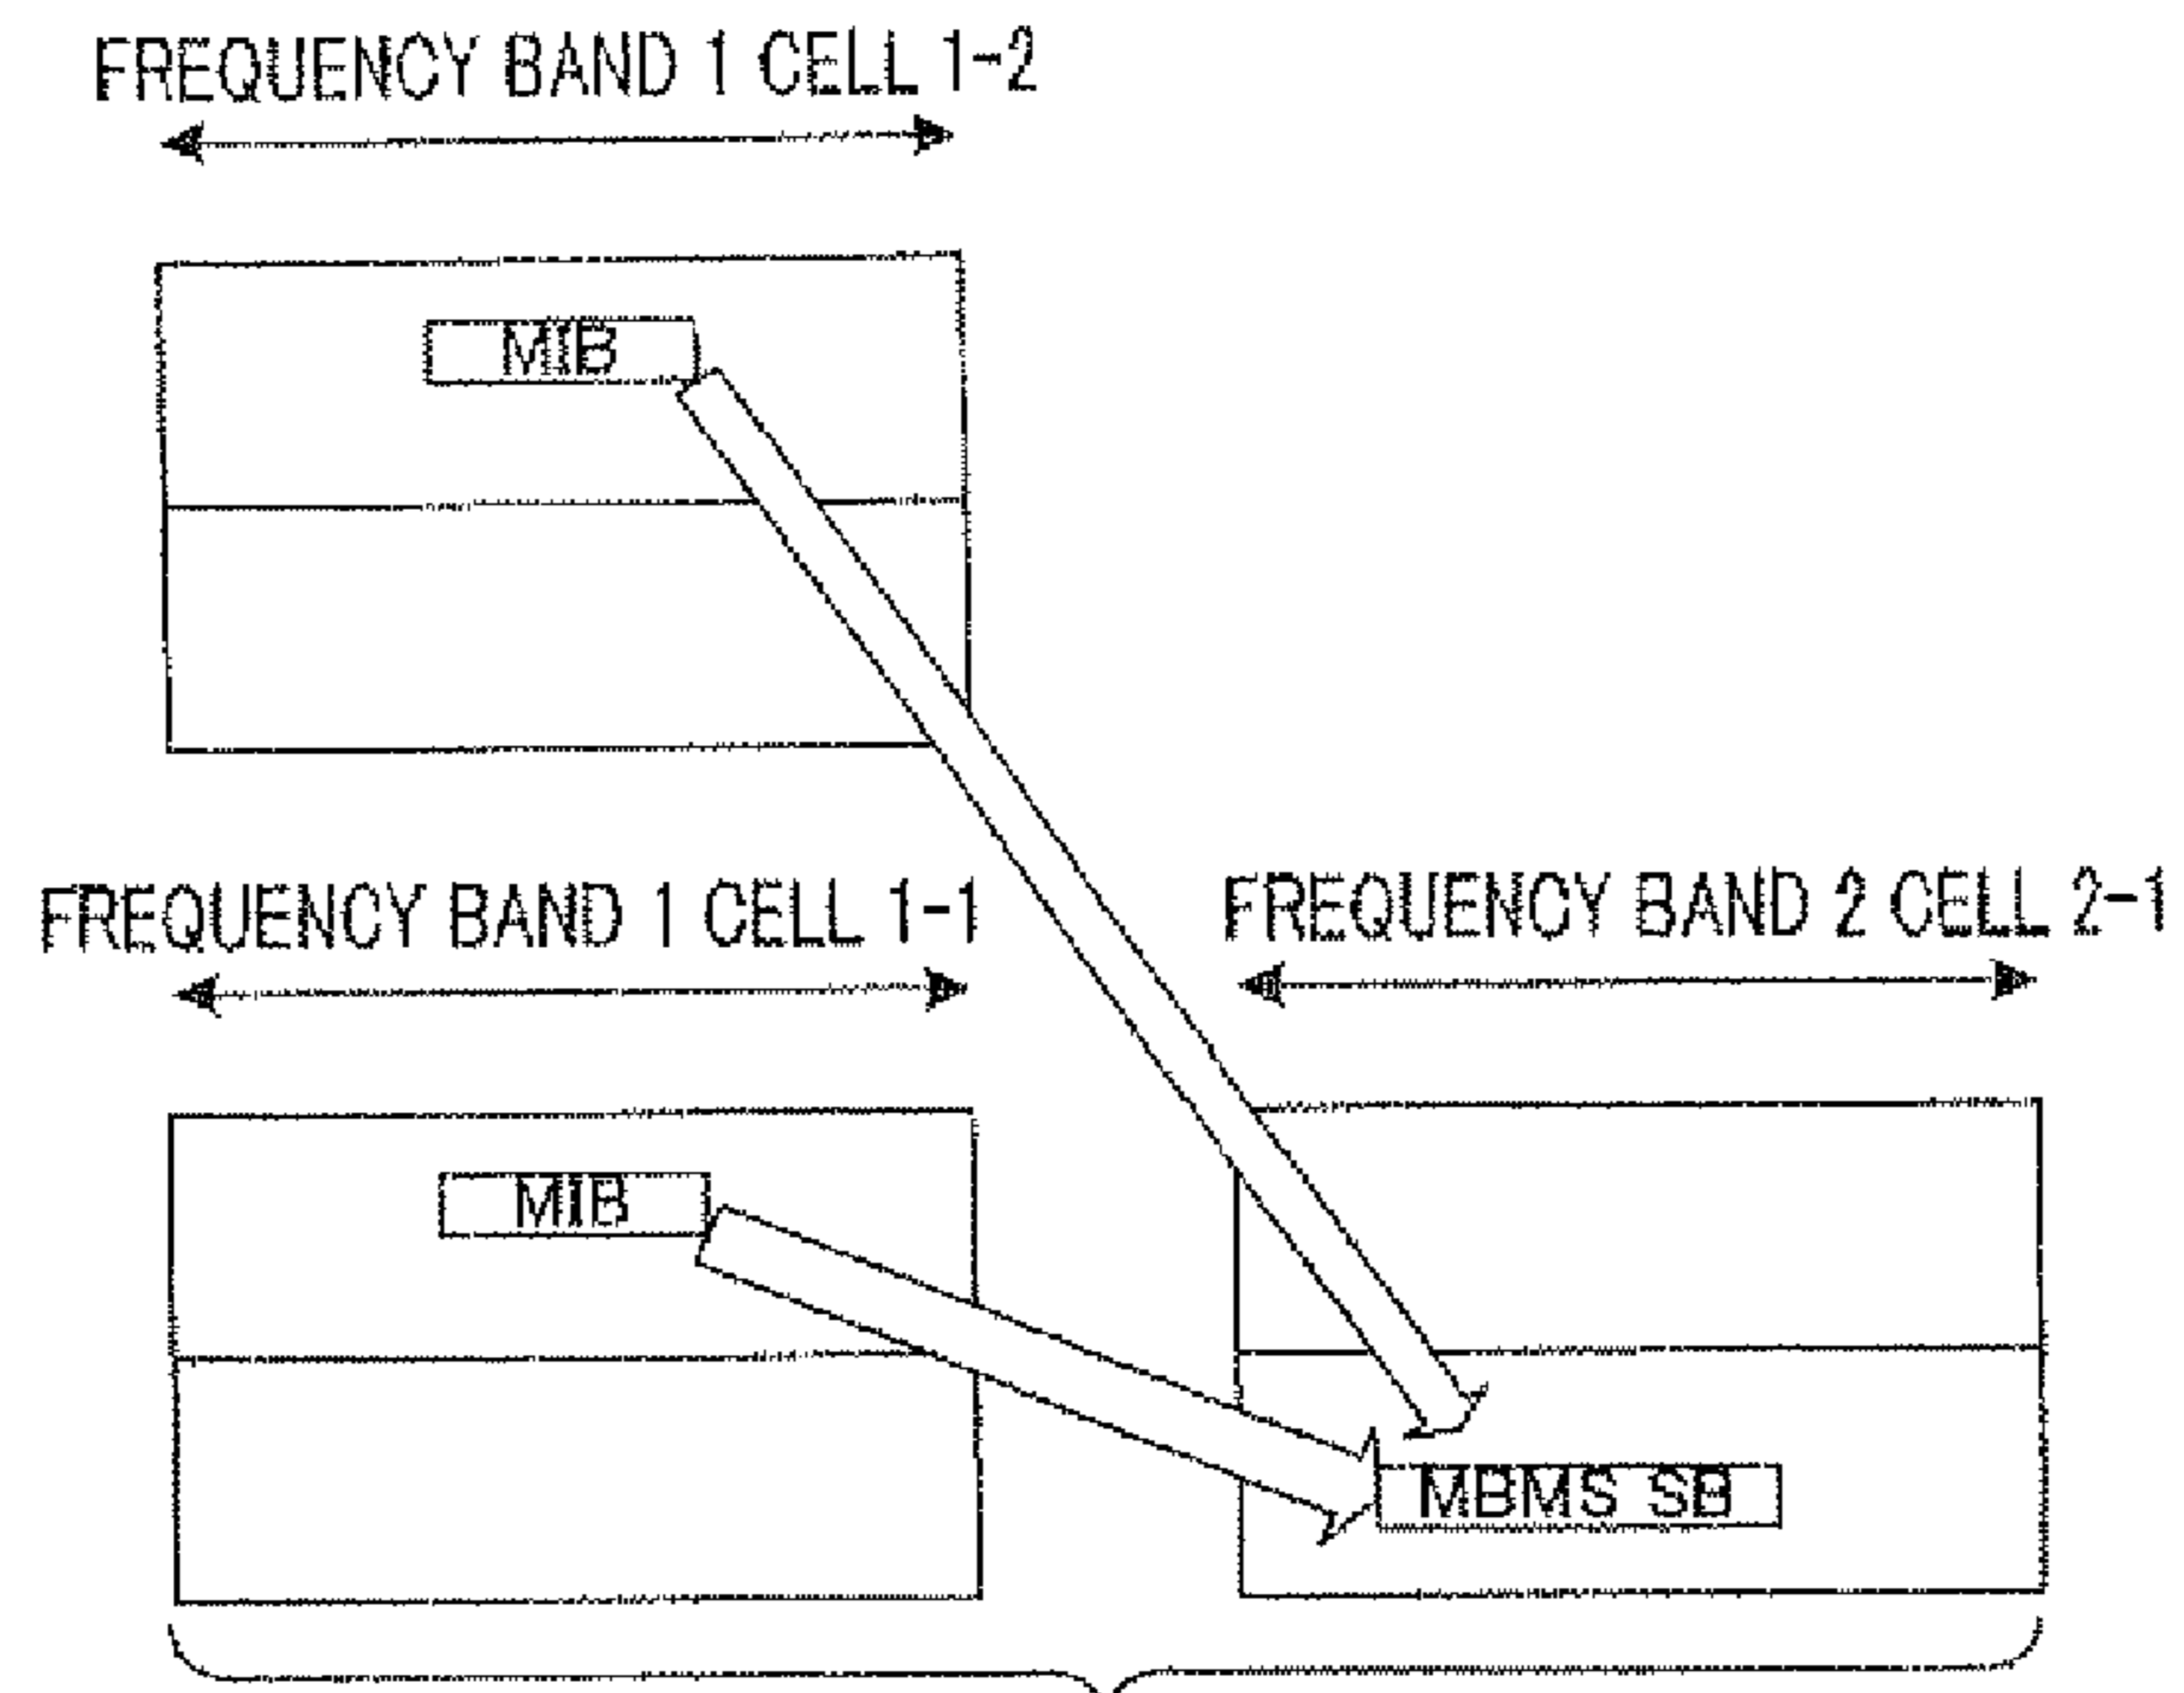 FREQUENCY BAND 1 CELL 1-2
MIB
FREQUENCY BAND 1 CELL 1-1
FREQUENCY BAND 2 CELL 2-1
MIB
MBMS SB